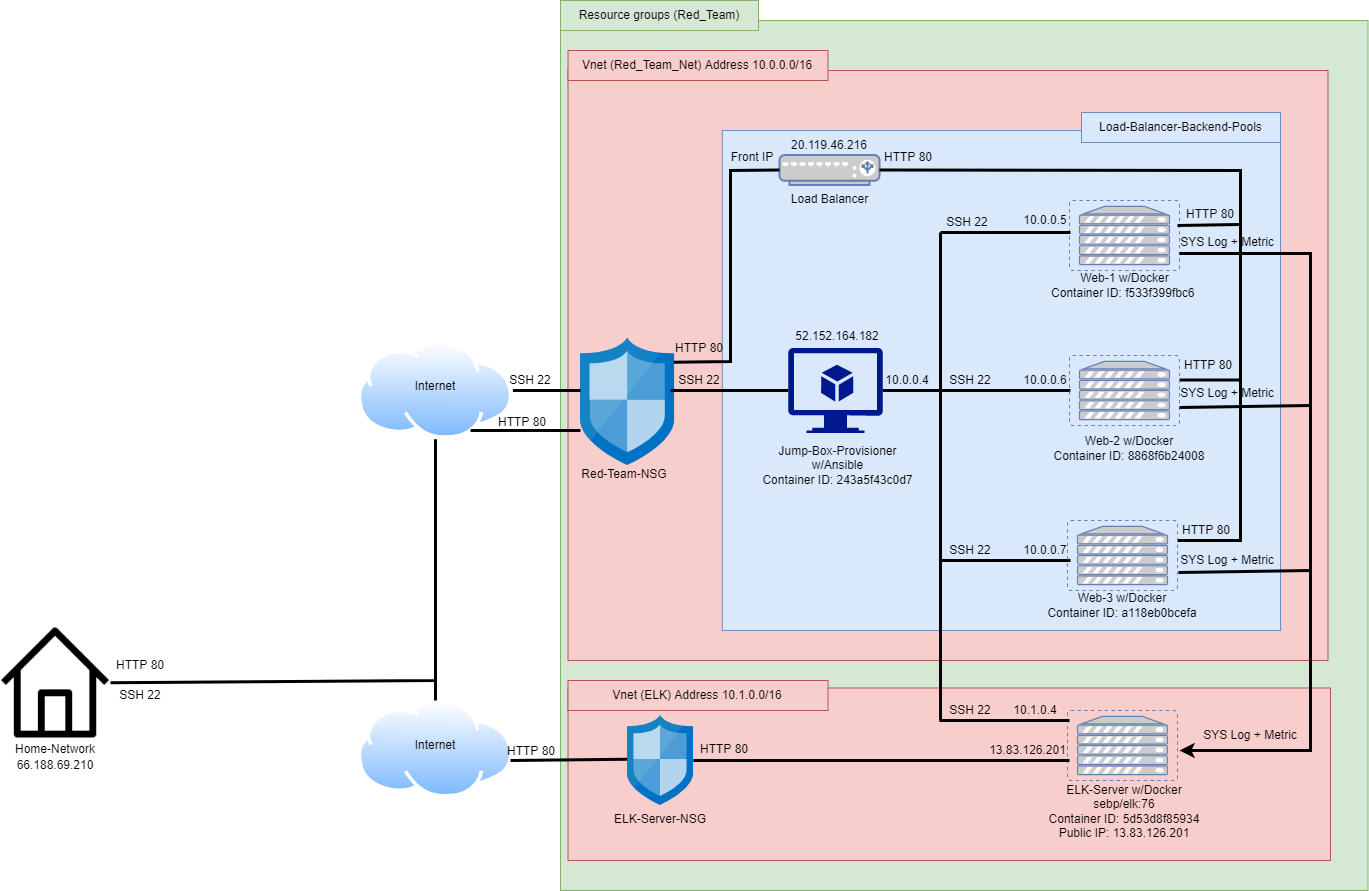 Resource groups (Red_Team)
Vnet (Red_Team_Net) Address 10.0.0.0/16
Load-Balancer-Backend-Pools
20.119.46.216
Front IP
HTTP 80
Load Balancer
SSH 22
10.0.0.5
HTTP 80
SYS Log + Metric
Web-1 w/Docker
Container ID: f533f399fbc6
52.152.164.182
HTTP 80
SSH 22
10.0.0.4
SSH 22
10.0.0.6
HTTP 80
SYS Log + Metric
Web-2 w/Docker
Container ID: 8868f6b24008
Internet
SSH 22
HTTP 80
Red-Team-NSG
Jump-Box-Provisioner
w/Ansible
Container ID: 243a5f43c0d7
SSH 22
10.0.0.7
HTTP 80
SYS Log + Metric
Web-3 w/Docker
Container ID: a118eb0bcefa
HTTP 80
SSH 22
Home-Network
66.188.69.210
Vnet (ELK) Address 10.1.0.0/16
Internet
HTTP 80
HTTP 80
ELK-Server-NSG
SSH 22
10.1.0.4
13.83.126.201
SYS Log + Metric
ELK-Server w/Docker
sebp/elk:76
Container ID: 5d53d8f85934
Public IP: 13.83.126.201